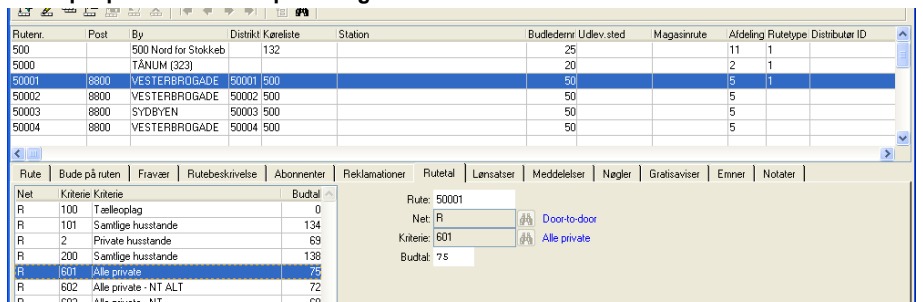 Rutenr. Post By Distrikt Køreliste Station Budledernr Udlev.sted Magasinrute Afdeling Rutetype Distributør ID
500 500 Nord for Stokkeb 132 25 11 1
5000 TÅNUM (323) 20 2 1
50001 8800 VESTERBROGADE 50001 500 50 5 1
50002 8800 VESTERBROGADE 50002 500 50 5
50003 8800 SYDBYEN 50003 500 50 5
50004 8800 VESTERBROGADE 50004 500 50 5
Rute Bude på ruten Fravær Rutebeskrivelse Abonnenter Reklamationer Rutetal Lønsatser Meddelelser Nøgler Gratisaviser Emner Notater
Net Kriterie Kriterie Budtal
R 100 Tælleoplag 0
R 101 Samtlige husstande 134
R 2 Private husstande 69
R 200 Samtlige husstande 138
R 601 Alle private 75
R 602 Alle private - NT ALT 72
Rute: 50001
Net: R Door-to-door
Kriterie: 601 Alle private
Budtal: 75